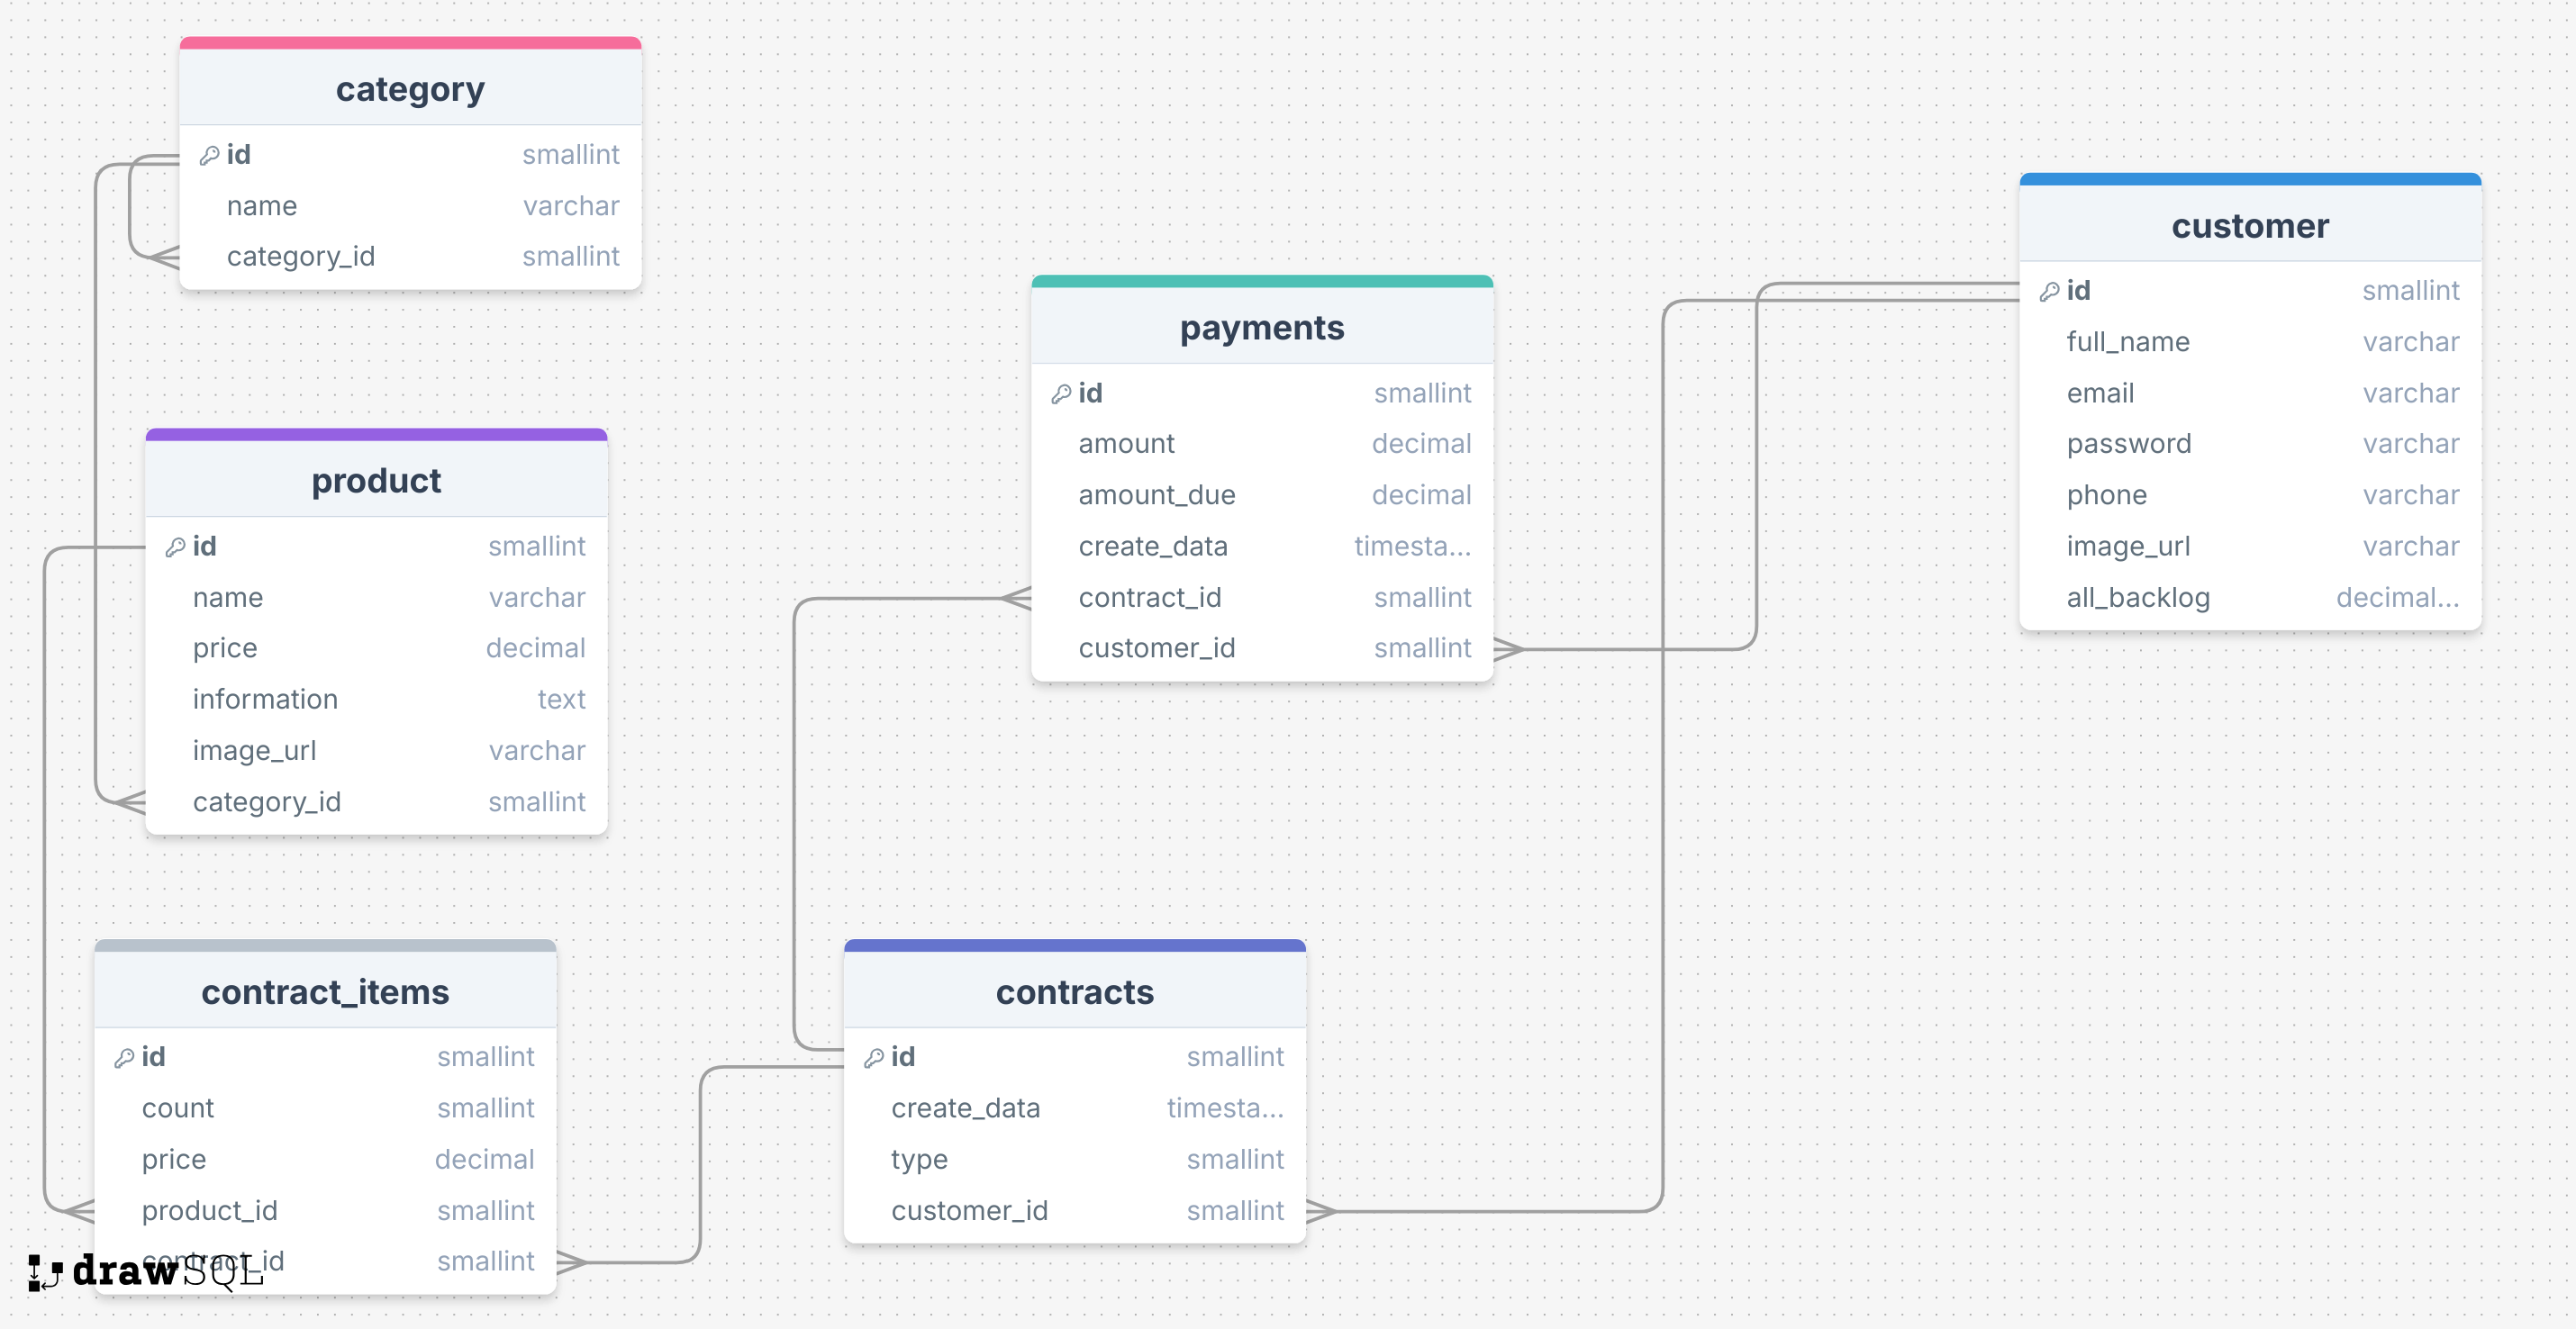 category
id smallint
name varchar
category_id smallint
product
id smallint
name varchar
price decimal
information text
image_url varchar
category_id smallint
contract_items
id smallint
count smallint
price decimal
product_id smallint
contract_id smallint
drawSQL
payments
id smallint
amount decimal
amount_due decimal
create_data timesta...
contract_id smallint
customer_id smallint
contracts
id smallint
create_data timesta...
type smallint
customer_id smallint
customer
id smallint
full_name varchar
email varchar
password varchar
phone varchar
image_url varchar
all_backlog decimal...